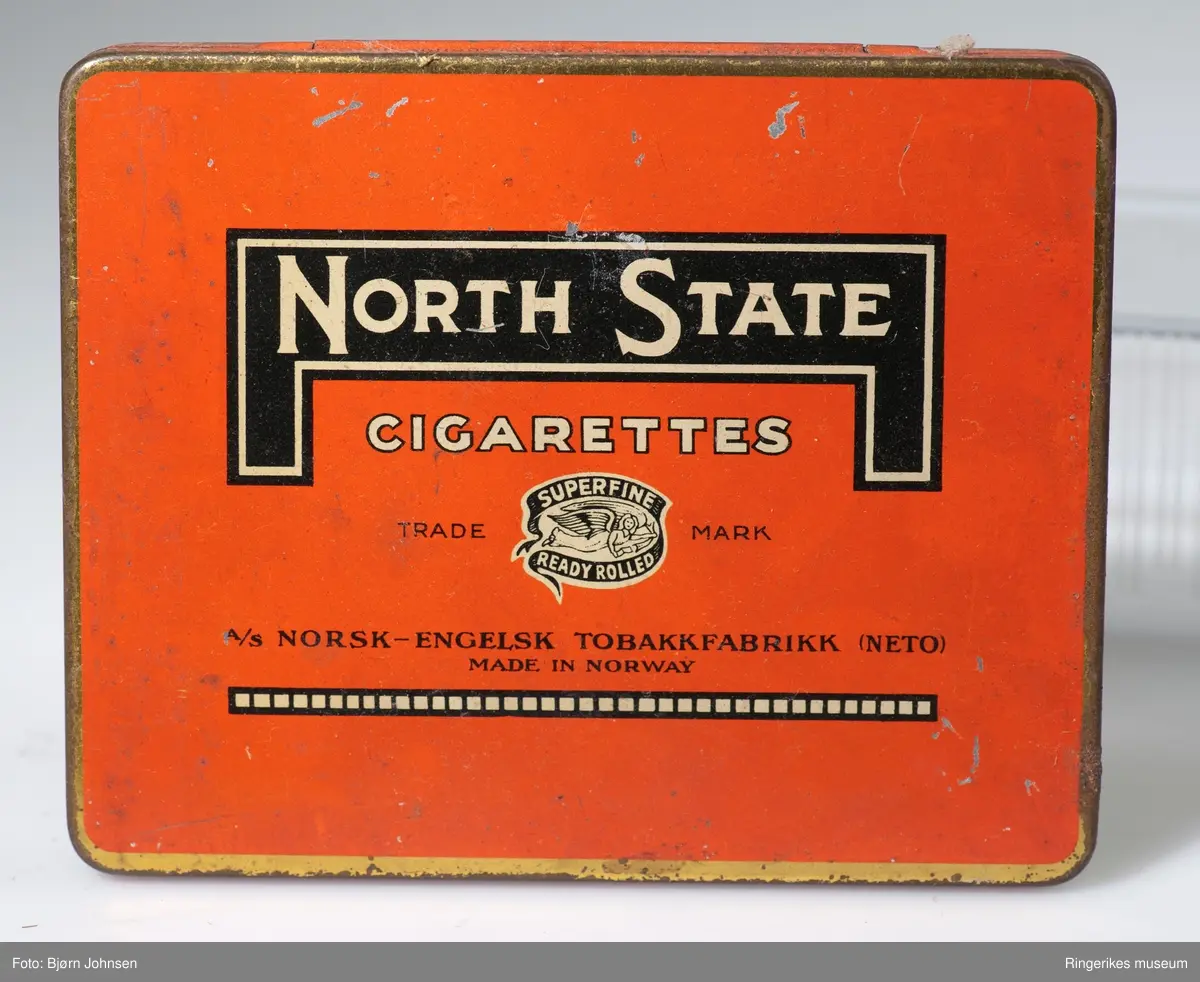 NORTH STATE
CIGARETTES
SUPERFINE
TRADE MARK
READY ROLLED
A/S NORSK-ENGELSK TOBAKKFABRIKK (NETO)
MADE IN NORWAY
Foto: Bjørn Johnsen
Ringerikes museum